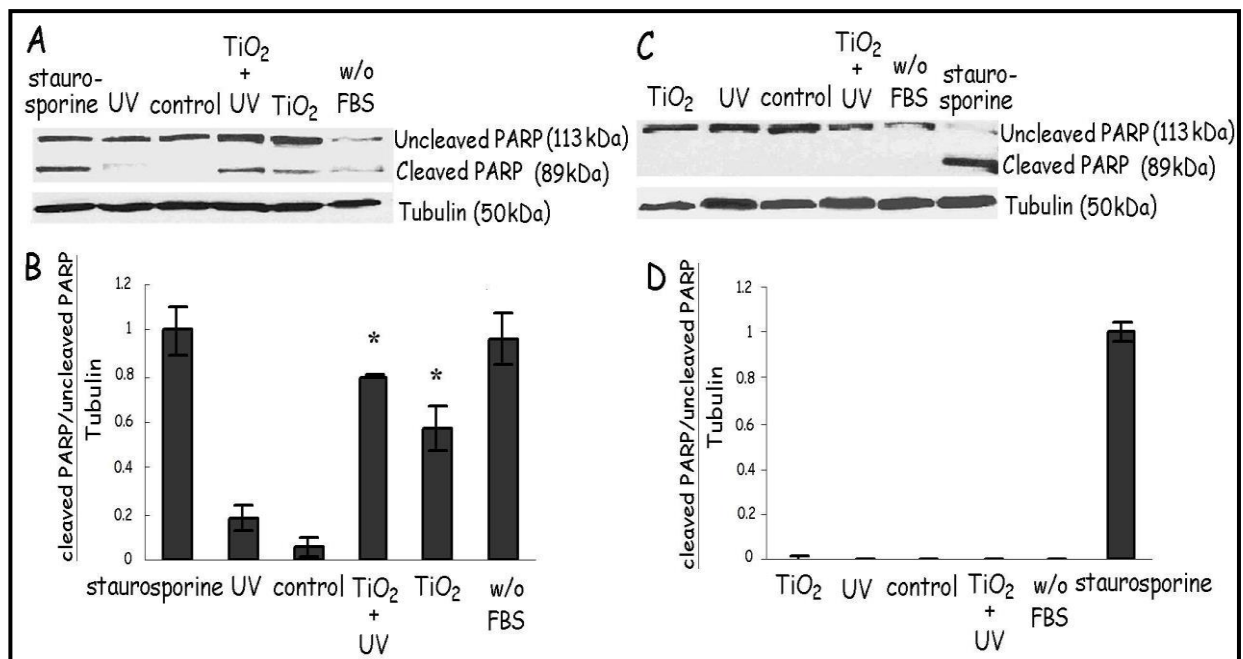 A
stauro-
sporine
UV
control
TiO2
+
UV
TiO2
w/o
FBS
Uncleaved PARP (113 kDa)
Cleaved PARP (89kDa)
Tubulin (50kDa)
C
TiO2
UV
control
TiO2
+
UV
w/o
FBS
stauro-
sporine
Uncleaved PARP (113 kDa)
Cleaved PARP (89kDa)
Tubulin (50kDa)
B
cleaved PARP/uncleaved PARP
Tubulin
1.2
1
0.8
0.6
0.4
0.2
0
*
*
staurosporine
UV
control
TiO2
+
UV
TiO2
w/o
FBS
D
cleaved PARP/uncleaved PARP
Tubulin
1.2
1
0.8
0.6
0.4
0.2
0
TiO2
UV
control
TiO2
+
UV
w/o
FBS
staurosporine